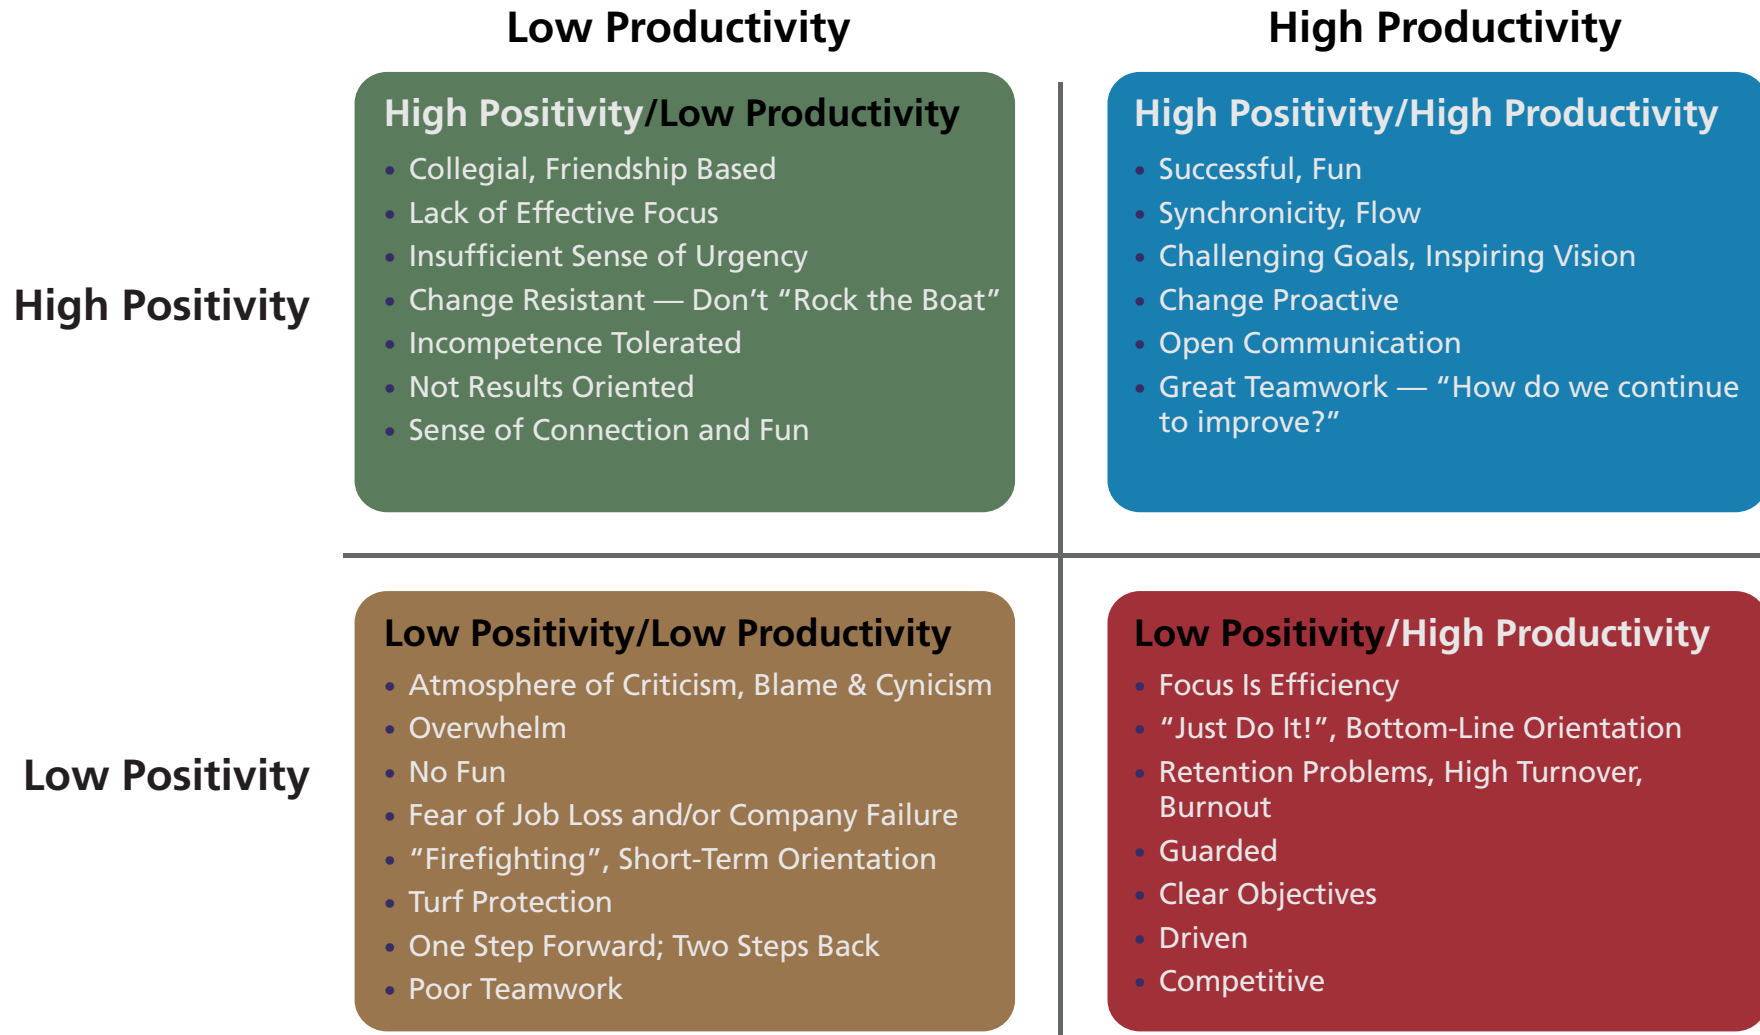 Low Productivity
High Productivity
High Positivity
High Positivity/Low Productivity
• Collegial, Friendship Based
• Lack of Effective Focus
• Insufficient Sense of Urgency
• Change Resistant — Don’t “Rock the Boat”
• Incompetence Tolerated
• Not Results Oriented
• Sense of Connection and Fun
High Positivity/High Productivity
• Successful, Fun
• Synchronicity, Flow
• Challenging Goals, Inspiring Vision
• Change Proactive
• Open Communication
• Great Teamwork — “How do we continue
to improve?”
Low Positivity
Low Positivity/Low Productivity
• Atmosphere of Criticism, Blame & Cynicism
• Overwhelm
• No Fun
• Fear of Job Loss and/or Company Failure
• “Firefighting”, Short-Term Orientation
• Turf Protection
• One Step Forward; Two Steps Back
• Poor Teamwork
Low Positivity/High Productivity
• Focus Is Efficiency
• “Just Do It!”, Bottom-Line Orientation
• Retention Problems, High Turnover,
Burnout
• Guarded
• Clear Objectives
• Driven
• Competitive